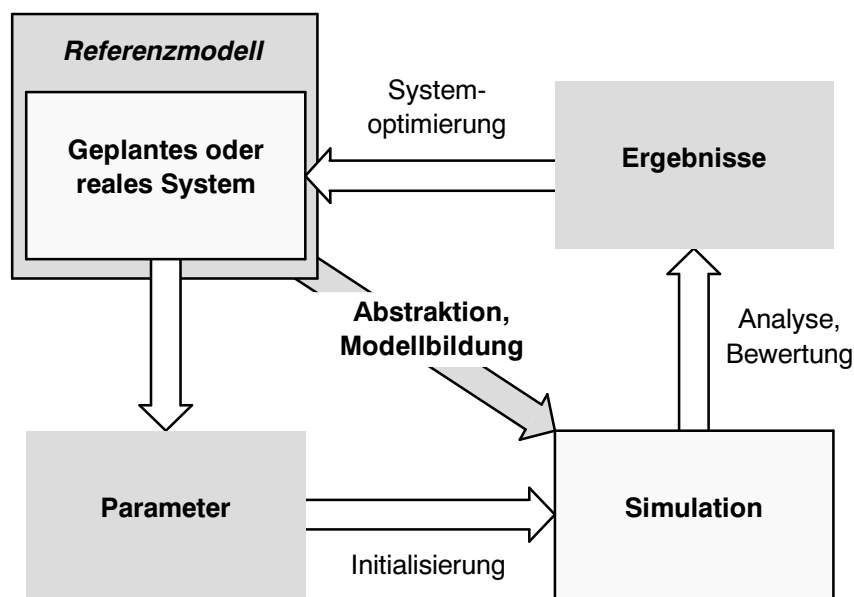 Referenzmodell
Geplantes oder
reales System
System-
optimierung
Ergebnisse
Abstraktion,
Modellbildung
Analyse,
Bewertung
Parameter
Initialisierung
Simulation